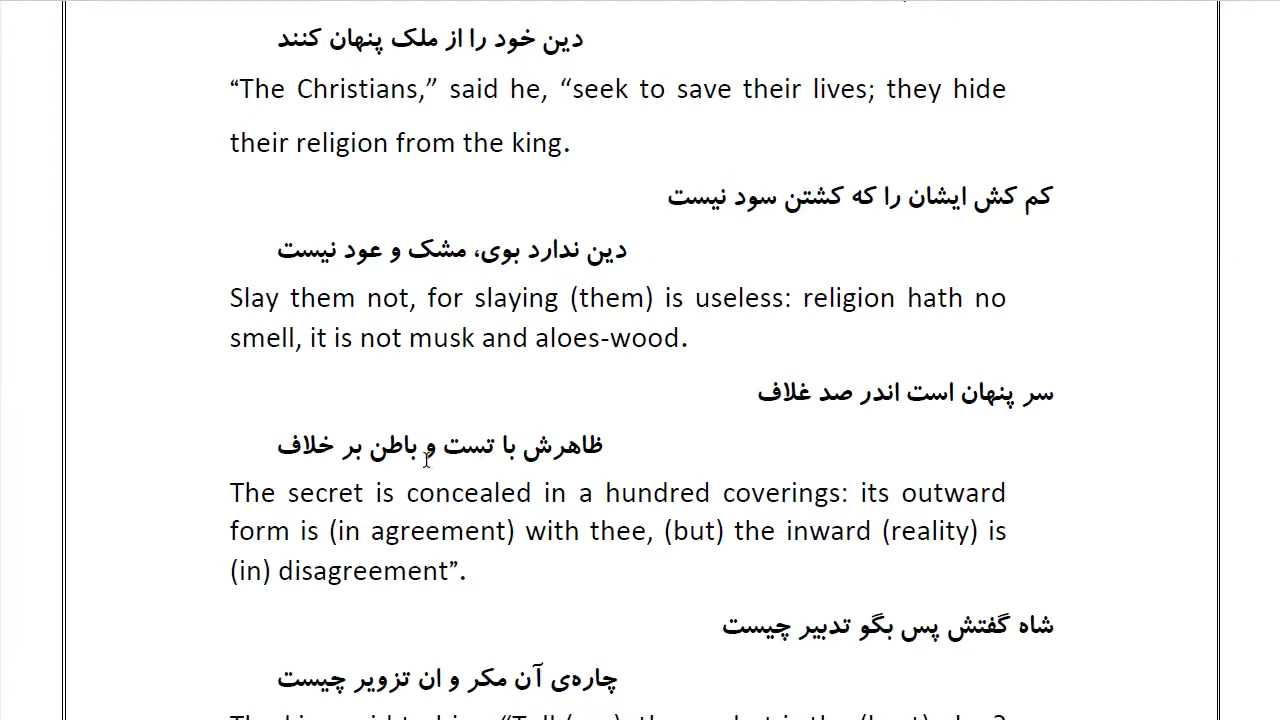 دین خود را از ملک پنهان کنند
“The Christians,” said he, “seek to save their lives; they hide
their religion from the king.
کم کش ایشان را که کشتن سود نیست
دین ندارد بوی، مشک و عود نیست
Slay them not, for slaying (them) is useless: religion hath no
smell, it is not musk and aloes-wood.
سر پنهان است اندر صد غلاف
ظاهرش با تست و باطن بر خلاف
The secret is concealed in a hundred coverings: its outward
form is (in agreement) with thee, (but) the inward (reality) is
(in) disagreement”.
شاه گفتش پس بگو تدبیر چیست
چاره‌ی آن مکر و ان تزویر چیست